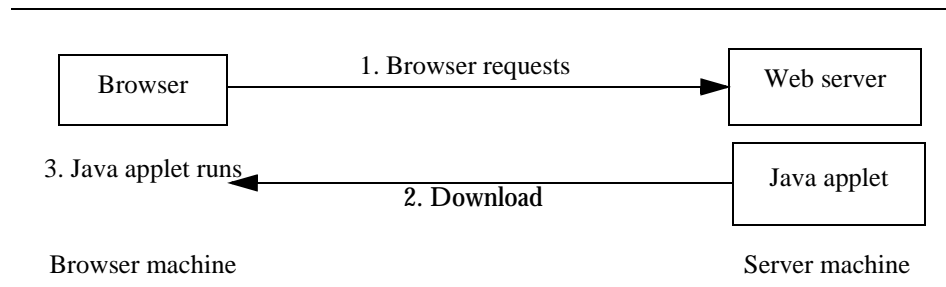 1. Browser requests
Browser
Web server
3. Java applet runs
2. Download
Java applet
Browser machine
Server machine